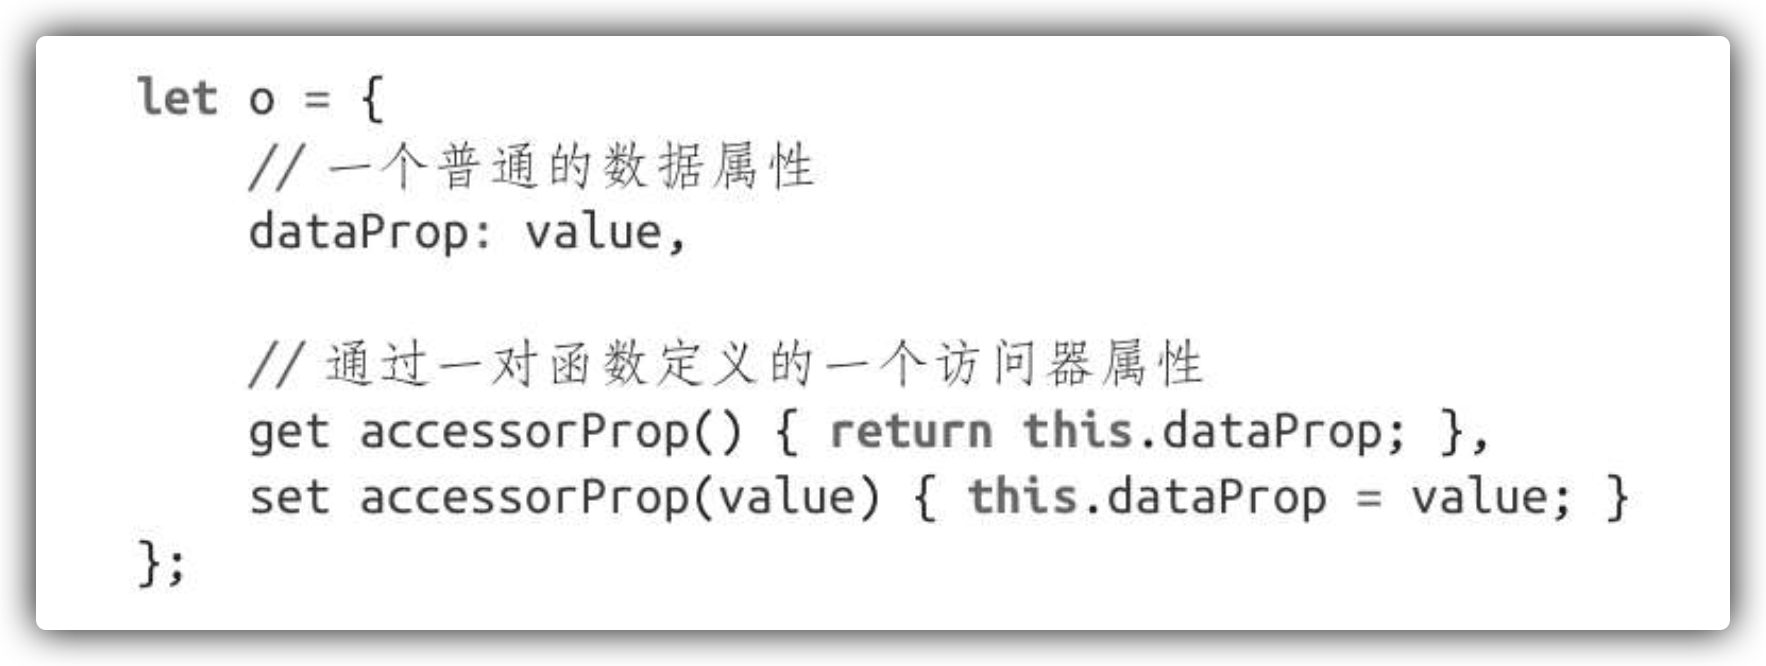 let o = {
// 一个普通的数据属性
dataProp: value,
// 通过一对函数定义的一个访问器属性
get accessorProp() { return this.dataProp; },
set accessorProp(value) { this.dataProp = value; }
};